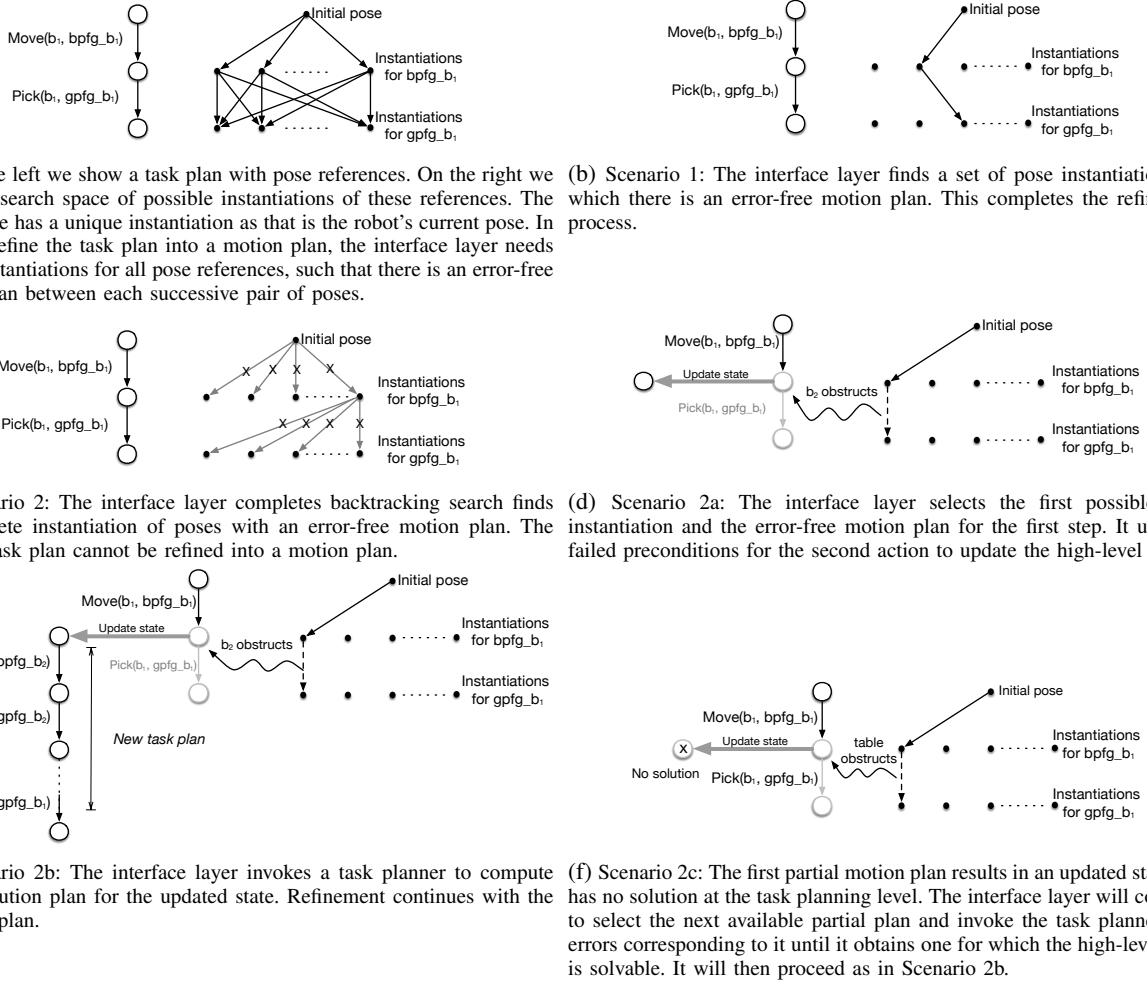 Initial pose
Move(b₁, bpfg_b₁)
Instantiations
for bpfg_b₁
Pick(b₁, gpfg_b₁)
Instantiations
for gpfg_b₁
left we show a task plan with pose references. On the right we
search space of possible instantiations of these references. The
has a unique instantiation as that is the robot's current pose. In
the task plan into a motion plan, the interface layer needs
for all pose references, such that there is an error-free
between each successive pair of poses.
Initial pose
Move(b₁, bpfg_b₁)
Instantiations
for bpfg_b₁
Pick(b₁, gpfg_b₁)
Instantiations
for gpfg_b₁
(b) Scenario 1: The interface layer finds a set of pose
which there is an error-free motion plan. This completes the
process.
Initial pose
Move(b₁, bpfg_b₁)
X X X X
Instantiations
for bpfg_b₁
Pick(b₁, gpfg_b₁)
X X X X
Instantiations
for gpfg_b₁
2: The interface layer completes backtracking search finds
instantiation of poses with an error-free motion plan. The
plan cannot be refined into a motion plan.
Initial pose
Move(b₁, bpfg_b₁)
Update state
b₂ obstructs
Instantiations
for bpfg_b₁
Pick(b₁, gpfg_b₁)
Instantiations
for gpfg_b₁
(d) Scenario 2a: The interface layer selects the first possible
instantiation and the error-free motion plan for the first step. It
failed preconditions for the second action to update the high-level
Initial pose
Move(b₁, bpfg_b₁)
Update state
b₂ obstructs
Instantiations
for bpfg_b₁
bpfg_b₂)
Pick(b₁, gpfg_b₁)
Instantiations
for gpfg_b₁
gpfg_b₂)
New task plan
gpfg_b₁)
2b: The interface layer invokes a task planner to compute
plan for the updated state. Refinement continues with the
plan.
Initial pose
Move(b₁, bpfg_b₁)
X
Update state
table
obstructs
Instantiations
for bpfg_b₁
No solution
Pick(b₁, gpfg_b₁)
Instantiations
for gpfg_b₁
(f) Scenario 2c: The first partial motion plan results in an updated
has no solution at the task planning level. The interface layer will
to select the next available partial plan and invoke the task
errors corresponding to it until it obtains one for which the
is solvable. It will then proceed as in Scenario 2b.